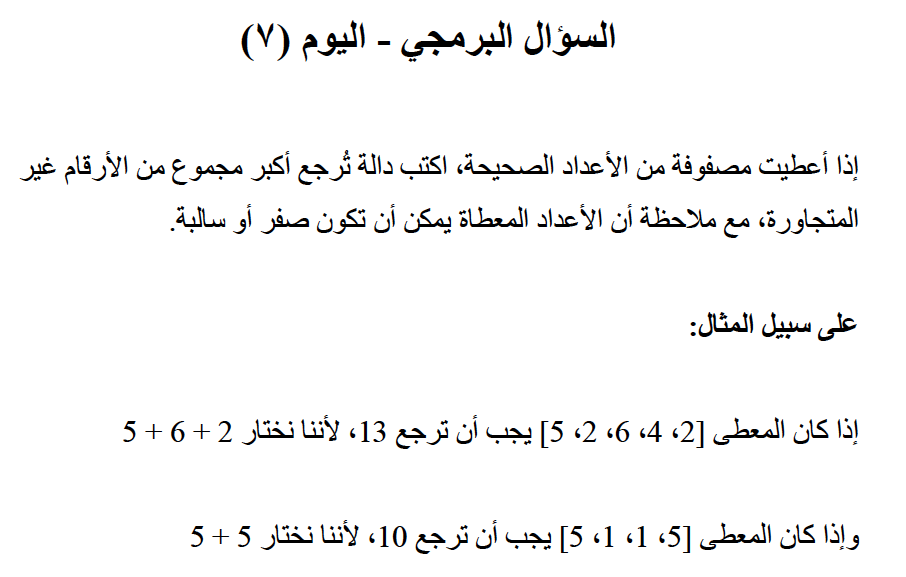 السؤال البرمجي - اليوم (٧)
إذا أعطيت مصفوفة من الأعداد الصحيحة، اكتب دالة تُرجع أكبر مجموع من الأرقام غير
المتجاورة، مع ملاحظة أن الأعداد المعطاة يمكن أن تكون صفر أو سالبة.
على سبيل المثال:
إذا كان المعطى [2، 4، 6، 2، 5] يجب أن ترجع 13، لأننا نختار 2 + 6 + 5
وإذا كان المعطى [5، 1، 1، 5] يجب أن ترجع 10، لأننا نختار 5 + 5